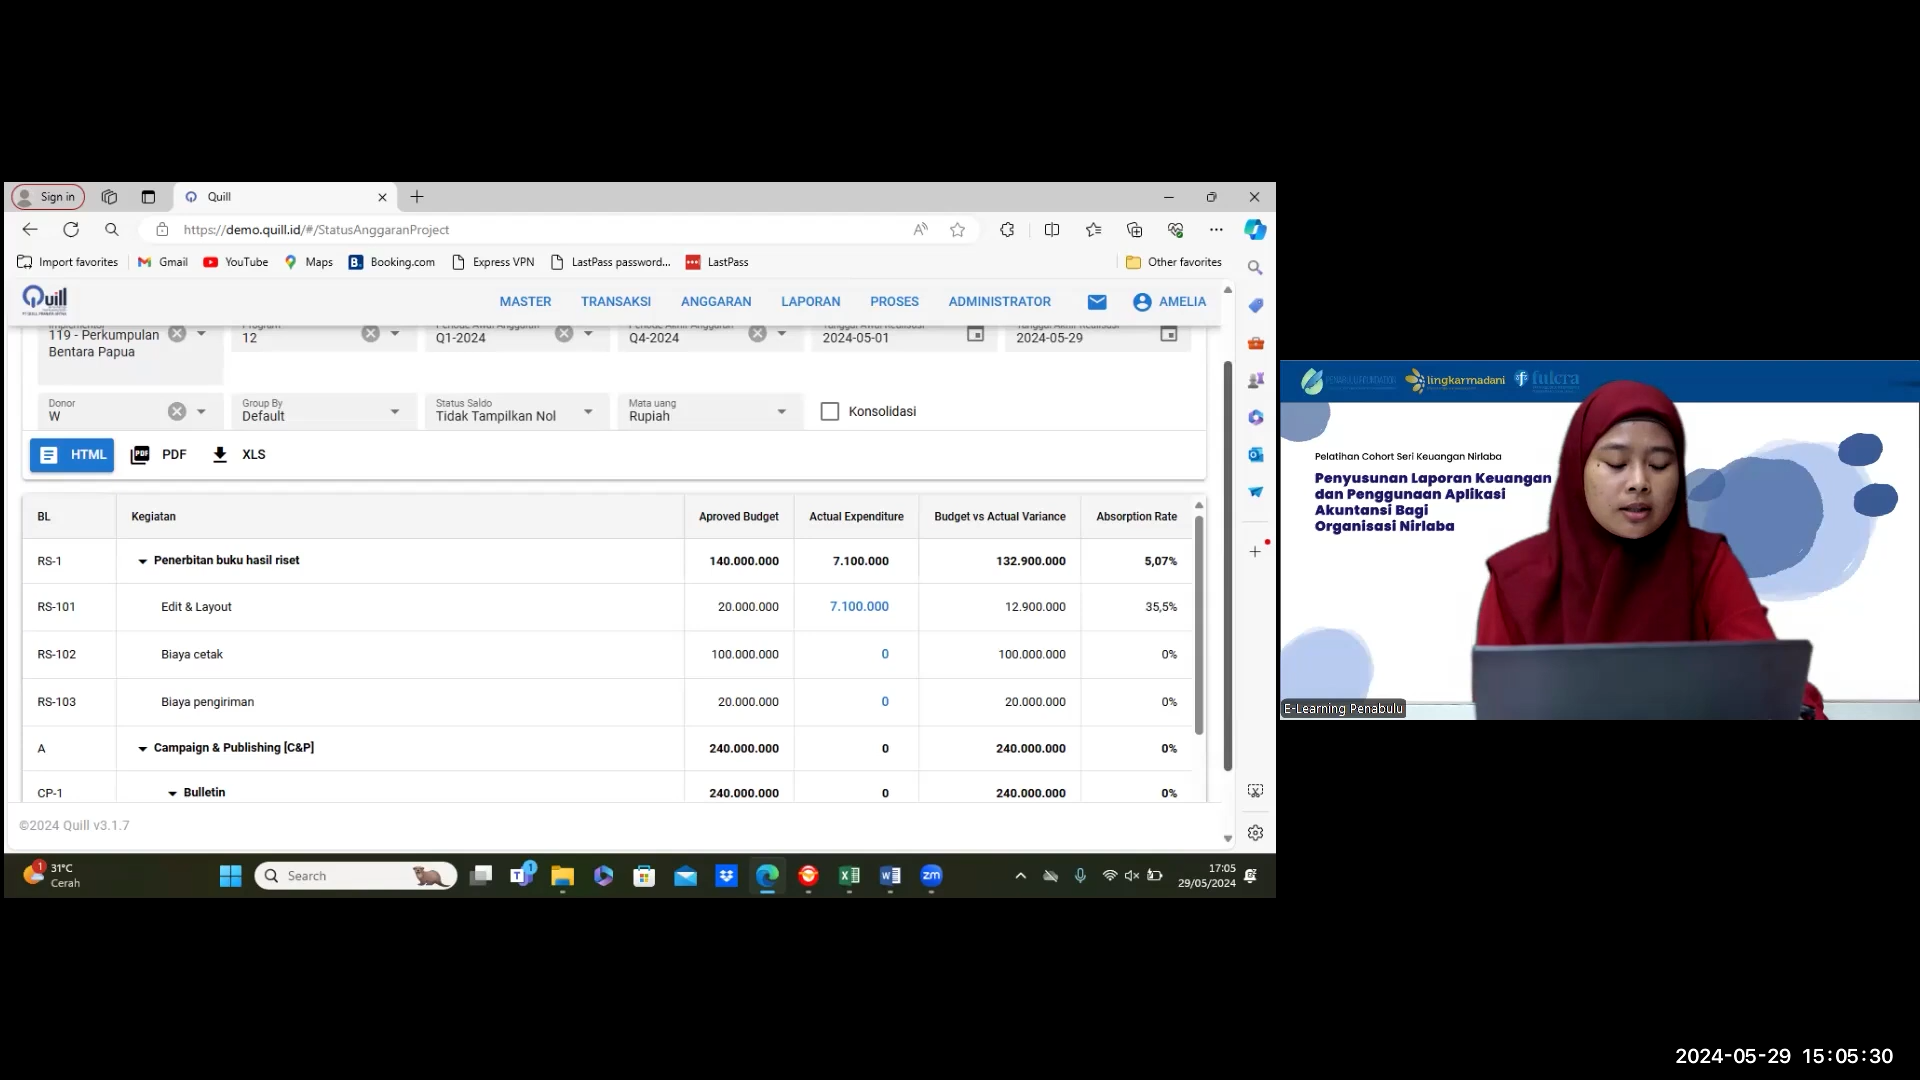 Sign in
Quill
https://demo.quill.id/#/StatusAnggaranProject
Import favorites
Gmail
YouTube
Maps
Booking.com
Express VPN
LastPass password...
LastPass
Other favorites
Quill
MASTER
TRANSAKSI
ANGGARAN
LAPORAN
PROSES
ADMINISTRATOR
AMELIA
119 - Perkumpulan
Bentara Papua
12
Q1-2024
Q4-2024
2024-05-01
2024-05-29
Donor
W
Group By
Default
Status Saldo
Tidak Tampilkan Nol
Mata uang
Rupiah
Konsolidasi
HTML
PDF
XLS
BL Kegiatan Aproved Budget Actual Expenditure Budget vs Actual Variance Absorption Rate
RS-1 Penerbitan buku hasil riset 140.000.000 7.100.000 132.900.000 5,07%
RS-101 Edit & Layout 20.000.000 7.100.000 12.900.000 35,5%
RS-102 Biaya cetak 100.000.000 0 100.000.000 0%
RS-103 Biaya pengiriman 20.000.000 0 20.000.000 0%
A Campaign & Publishing [C&P] 240.000.000 0 240.000.000 0%
CP-1 Bulletin 240.000.000 0 240.000.000 0%
©2024 Quill v3.1.7
1
31°C
Cerah
Search
1
zm
17:05
29/05/2024
lingkarmadani
fulcra
Pelatihan Cohort Seri Keuangan Nirlaba
Penyusunan Laporan Keuangan
dan Penggunaan Aplikasi
Akuntansi Bagi
Organisasi Nirlaba
E-Learning Penabulu
2024-05-29 15:05:30